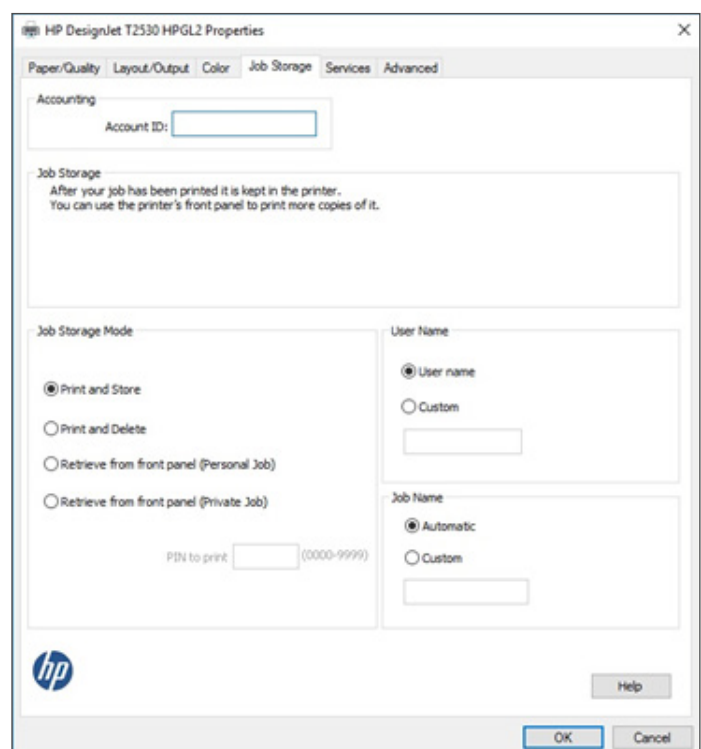 HP DesignJet T2530 HPGL2 Properties
Paper/Quality Layout/Output Color Job Storage Services Advanced
Accounting
Account ID:
Job Storage
After your job has been printed it is kept in the printer.
You can use the printer's front panel to print more copies of it.
Job Storage Mode
Print and Store
Print and Delete
Retrieve from front panel (Personal Job)
Retrieve from front panel (Private Job)
PIN to print (0000-9999)
User Name
User name
Custom
Job Name
Automatic
Custom
hp
Help
OK Cancel